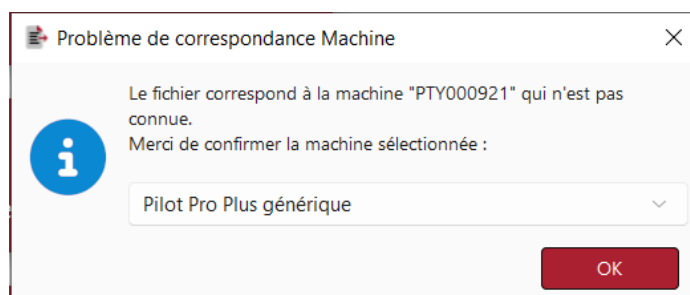 Problème de correspondance Machine
Le fichier correspond à la machine "PTY000921" qui n'est pas
connue.
Merci de confirmer la machine sélectionnée :
Pilot Pro Plus générique
OK